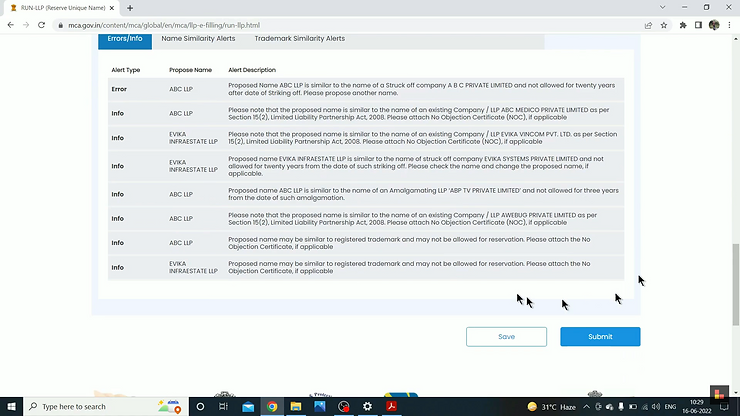 RUN-LLP (Reserve Unique Name)
mca.gov.in/content/mca/global/en/mca/llp-e-filling/run-llp.html
Errors/Info Name Similarity Alerts Trademark Similarity Alerts
Alert Type Propose Name Alert Description
Error ABC LLP Proposed Name ABC LLP is similar to the name of a Struck off company A B C PRIVATE LIMITED and not allowed for twenty years
after date of Striking off. Please propose another name.
Info ABC LLP Please note that the proposed name is similar to the name of an existing Company / LLP ABC MEDICO PRIVATE LIMITED as per
Section 15(2), Limited Liability Partnership Act, 2008. Please attach No Objection Certificate (NOC), if applicable
Info EVIKA INFRAESTATE LLP Please note that the proposed name is similar to the name of an existing Company / LLP EVIKA VINCOM PVT. LTD. as per Section
15(2), Limited Liability Partnership Act, 2008. Please attach No Objection Certificate (NOC), if applicable
Info EVIKA INFRAESTATE LLP Proposed name EVIKA INFRAESTATE LLP is similar to the name of struck off company EVIKA SYSTEMS PRIVATE LIMITED and not
allowed for twenty years from the date of such striking off. Please check the name and change the proposed name, if
applicable.
Info ABC LLP Proposed name ABC LLP is similar to the name of an Amalgamating LLP 'ABP TV PRIVATE LIMITED' and not allowed for three years
from the date of such amalgamation.
Info ABC LLP Please note that the proposed name is similar to the name of an existing Company / LLP AWEBUG PRIVATE LIMITED as per
Section 15(2), Limited Liability Partnership Act, 2008. Please attach No Objection Certificate (NOC), if applicable
Info ABC LLP Proposed name may be similar to registered trademark and may not be allowed for reservation. Please attach the No
Objection Certificate, if applicable
Info EVIKA INFRAESTATE LLP Proposed name may be similar to registered trademark and may not be allowed for reservation. Please attach the No
Objection Certificate, if applicable
Save Submit
Type here to search
31°C Haze
ENG
10:29
16-06-2022